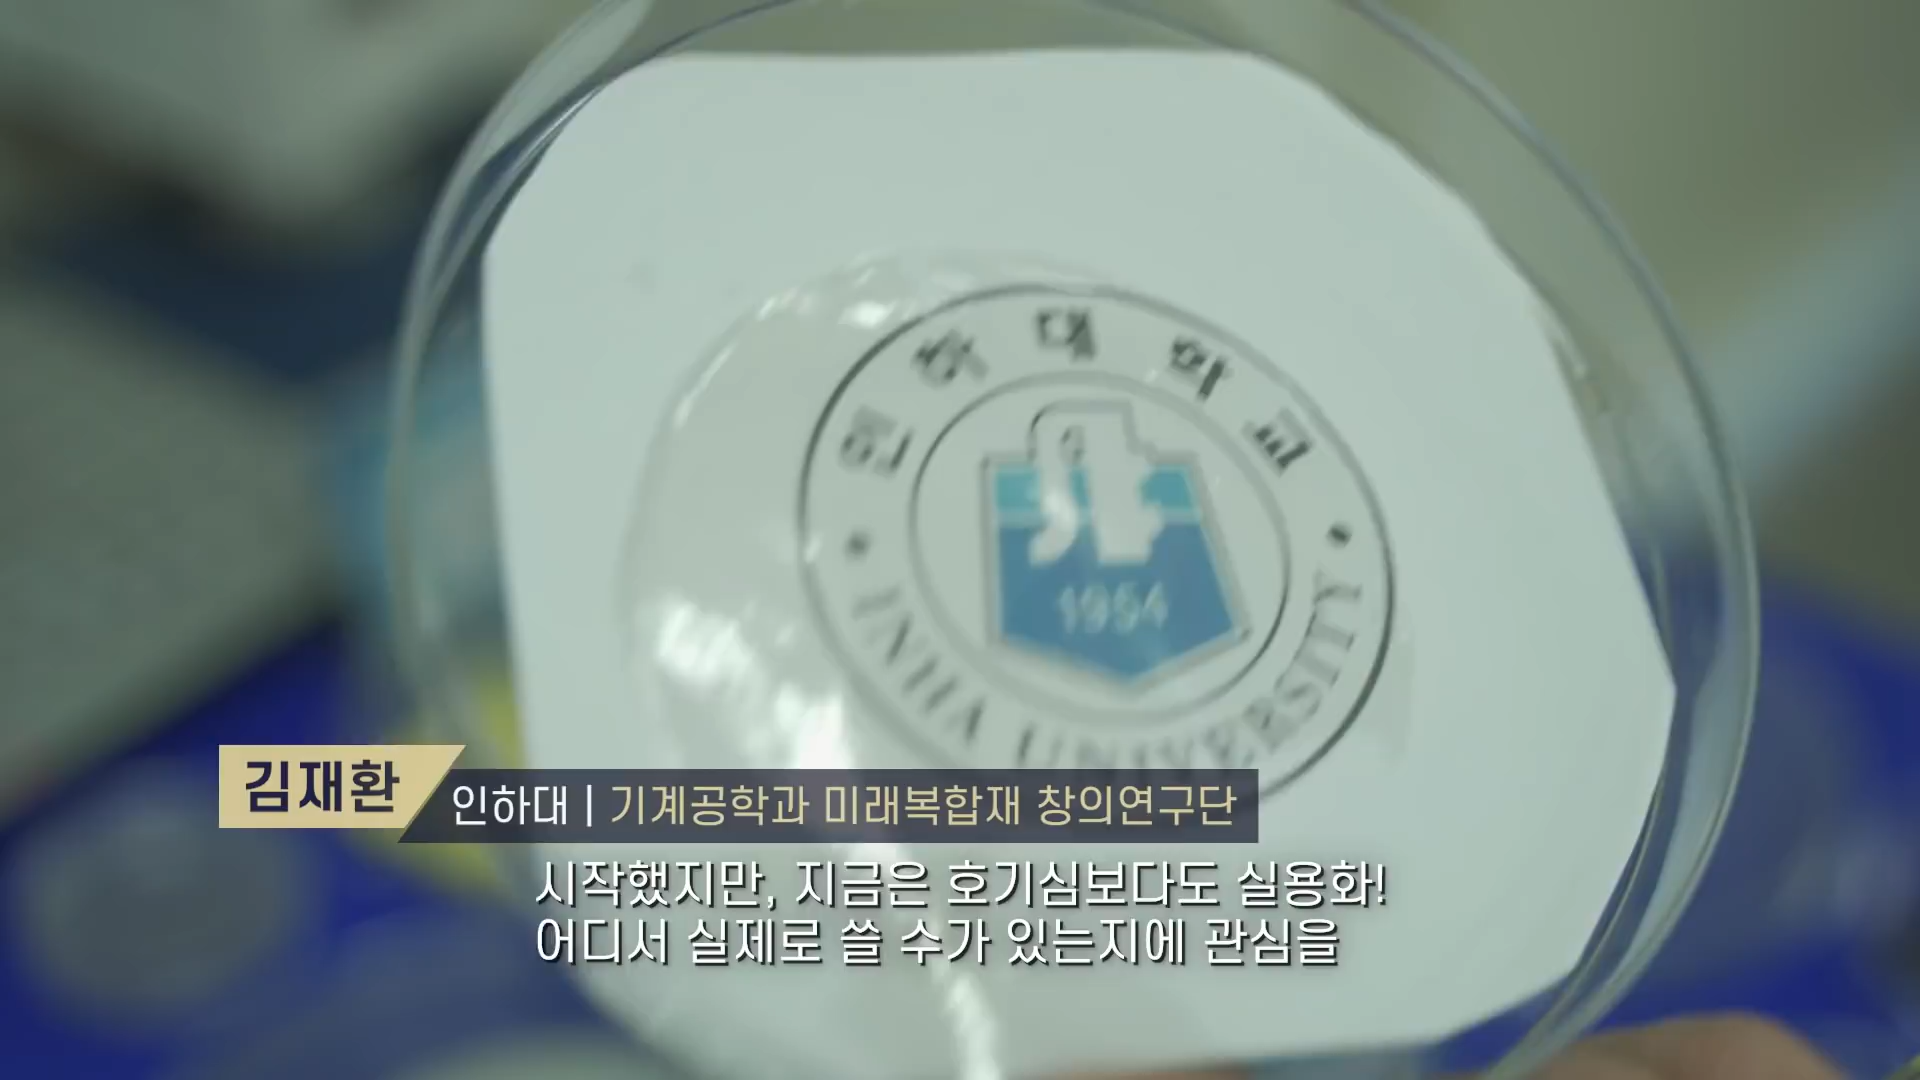 인하대학교
1954
INHA UNIVERSITY
김재환
인하대 | 기계공학과 미래복합재 창의연구단
시작했지만, 지금은 호기심보다도 실용화!
어디서 실제로 쓸 수가 있는지에 관심을